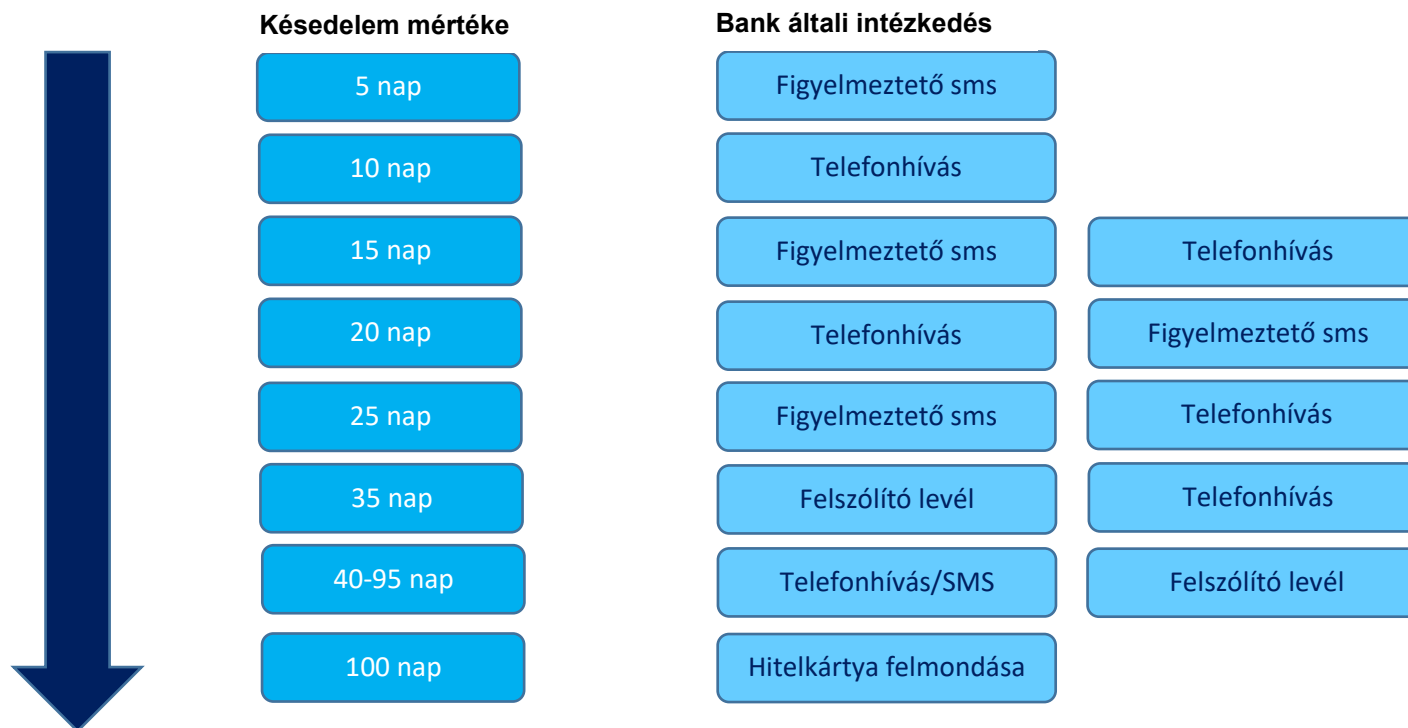 Késedelem mértéke
Bank általi intézkedés
5 nap
Figyelmeztető sms
10 nap
Telefonhívás
15 nap
Figyelmeztető sms
Telefonhívás
20 nap
Telefonhívás
Figyelmeztető sms
25 nap
Figyelmeztető sms
Telefonhívás
35 nap
Felszólító levél
Telefonhívás
40-95 nap
Telefonhívás/SMS
Felszólító levél
100 nap
Hitelkártya felmondása